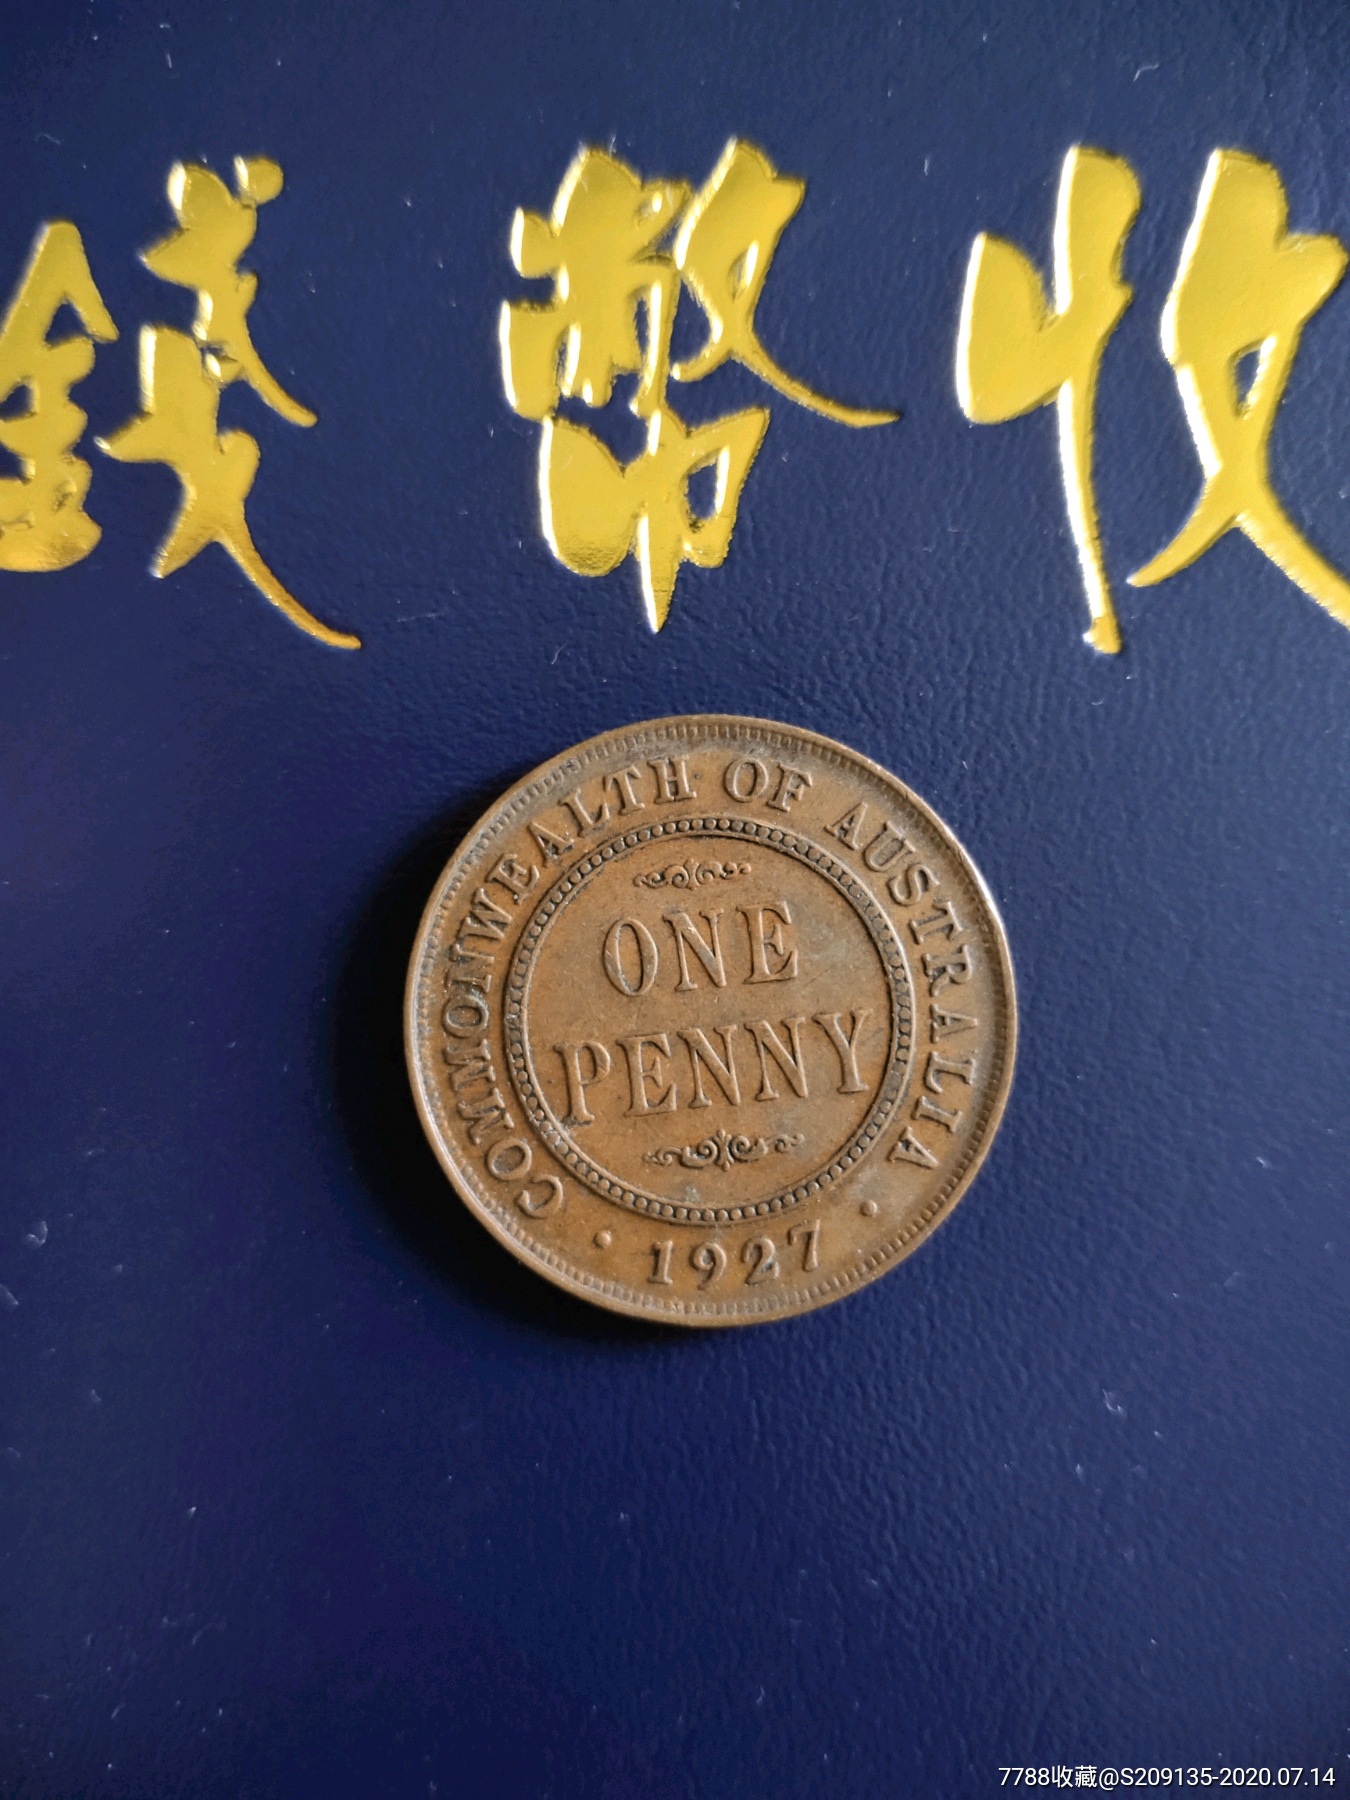 錢幣收
COMMONWEALTH OF AUSTRALIA
ONE
PENNY
· 1927 ·
7788收藏@S209135-2020.07.14